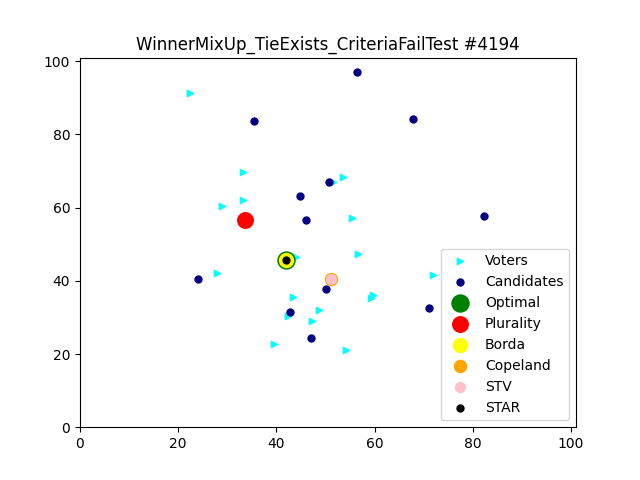 WinnerMixUp_TieExists_CriteriaFailTest #4194
100
80
60
40
20
0
0 20 40 60 80 100
Voters
Candidates
Optimal
Plurality
Borda
Copeland
STV
STAR